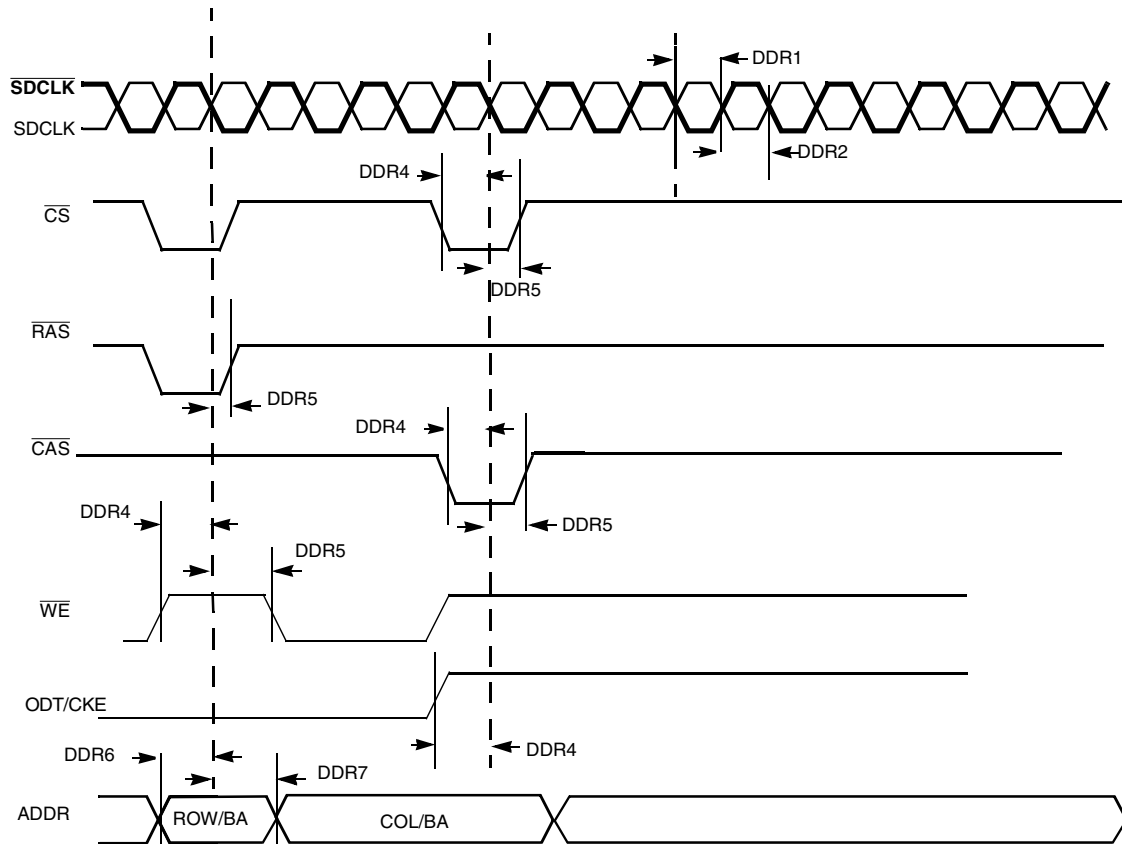 DDR1
SDCLK
SDCLK
DDR2
DDR4
CS
DDR5
RAS
DDR5
DDR4
CAS
DDR4
DDR5
DDR5
WE
ODT/CKE
DDR6
DDR4
DDR7
ADDR
ROW/BA
COL/BA